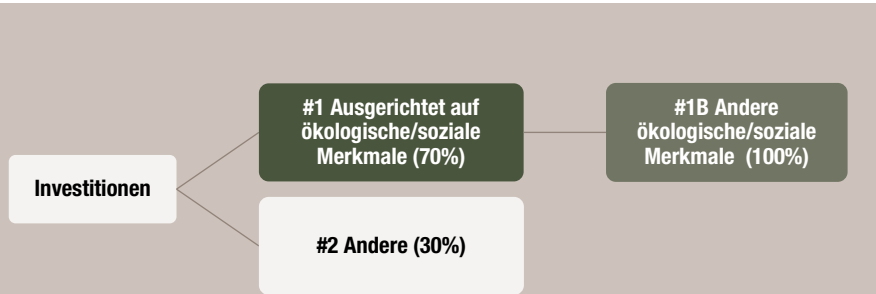 Investitionen
#1 Ausgerichtet auf
ökologische/soziale
Merkmale (70%)
#1B Andere
ökologische/soziale
Merkmale (100%)
#2 Andere (30%)